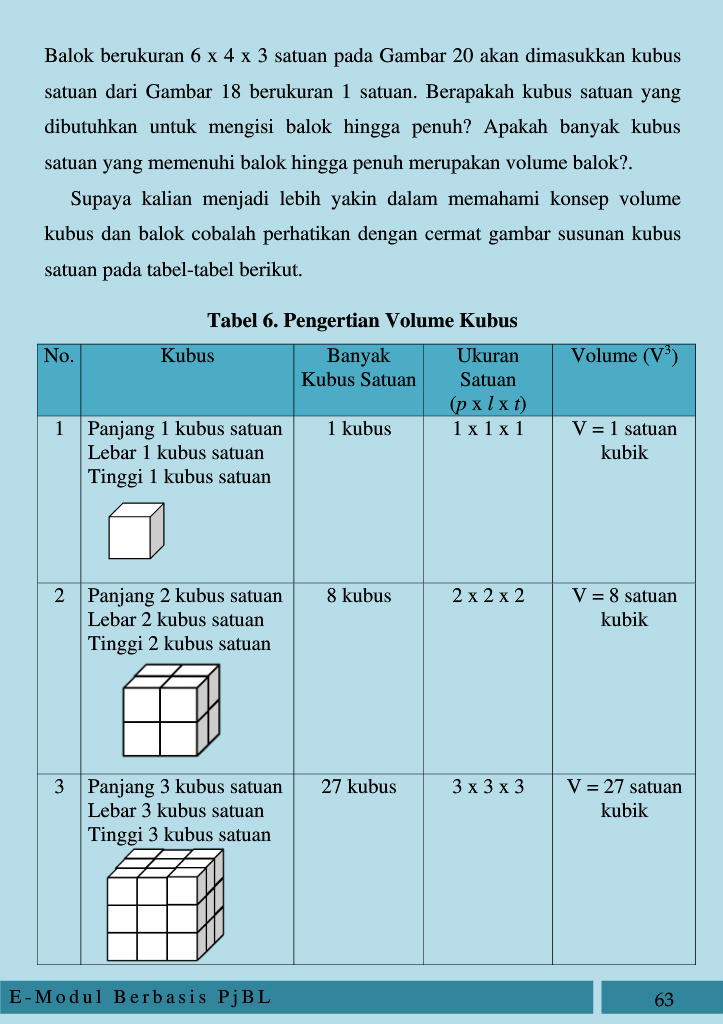 Balok berukuran 6 x 4 x 3 satuan pada Gambar 20 akan dimasukkan kubus
satuan dari Gambar 18 berukuran 1 satuan. Berapakah kubus satuan yang
dibutuhkan untuk mengisi balok hingga penuh? Apakah banyak kubus
satuan yang memenuhi balok hingga penuh merupakan volume balok?.
Supaya kalian menjadi lebih yakin dalam memahami konsep volume
kubus dan balok cobalah perhatikan dengan cermat gambar susunan kubus
satuan pada tabel-tabel berikut.
Tabel 6. Pengertian Volume Kubus
No. Kubus Banyak Kubus Satuan Ukuran Satuan (p x l x t) Volume (V³)
1 Panjang 1 kubus satuan 1 kubus 1 x 1 x 1 V = 1 satuan
Lebar 1 kubus satuan kubik
Tinggi 1 kubus satuan
2 Panjang 2 kubus satuan 8 kubus 2 x 2 x 2 V = 8 satuan
Lebar 2 kubus satuan kubik
Tinggi 2 kubus satuan
3 Panjang 3 kubus satuan 27 kubus 3 x 3 x 3 V = 27 satuan
Lebar 3 kubus satuan kubik
Tinggi 3 kubus satuan
E-Modul Berbasis PjBL 63